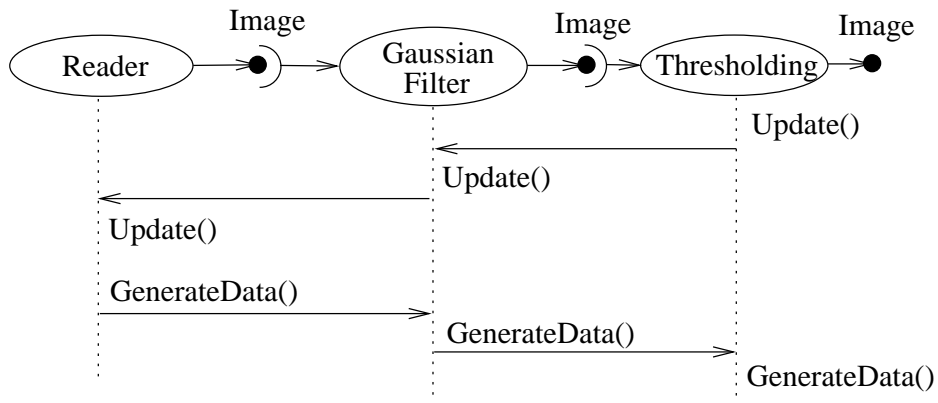 Image
Image
Image
Reader
Gaussian
Filter
Thresholding
Update()
Update()
Update()
GenerateData()
GenerateData()
GenerateData()